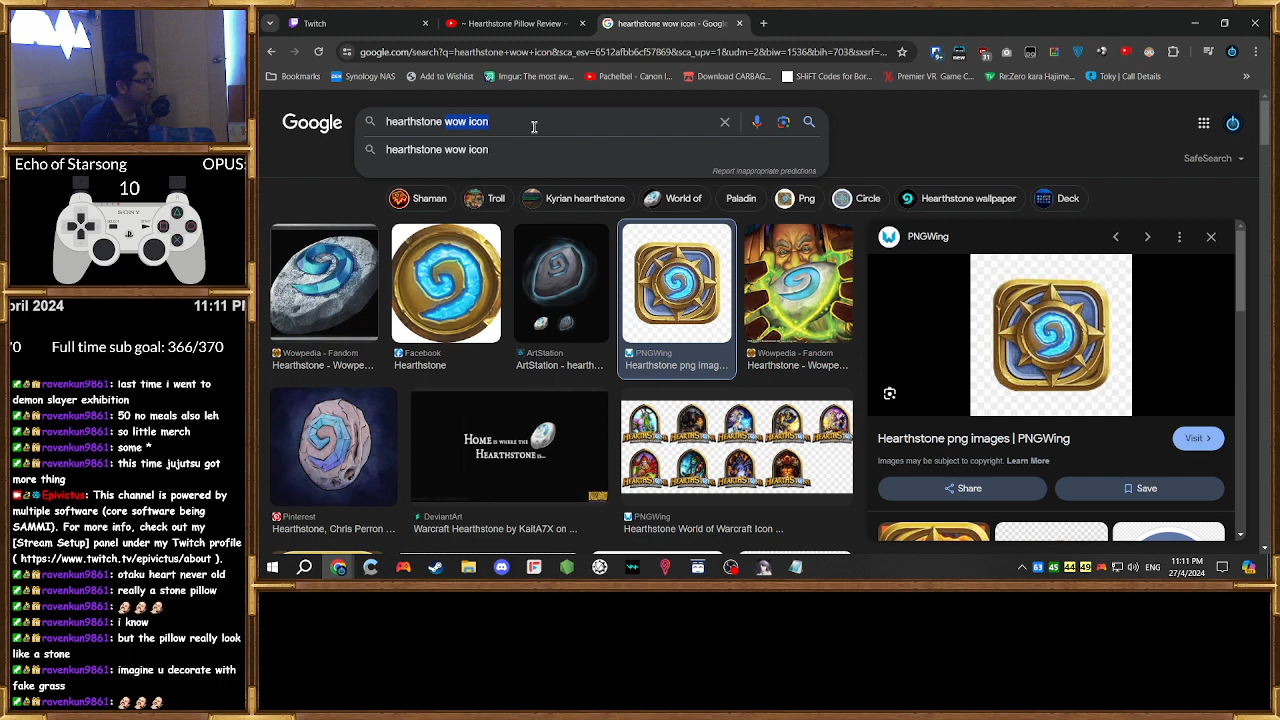 Twitch
~ Hearthstone Pillow Review ~
hearthstone wow icon - Google
google.com/search?q=hearthstone+wow+icon&sca_esv=6512afbb6cf57869&sca_upv=1&udm=2&biw=1536&bih=703&sxsrf=...
Bookmarks
Synology NAS
Add to Wishlist
Imgur: The most aw...
Pachelbel - Canon I...
Download CARBAG...
SHiFT Codes for Bor...
Premier VR Game C...
Re:Zero kara Hajime...
Toky | Call Details
Google
hearthstone wow icon
hearthstone wow icon
Report inappropriate predictions
SafeSearch
Shaman
Troll
Kyrian hearthstone
World of
Paladin
Png
Circle
Hearthstone wallpaper
Deck
Wowpedia - Fandom
Hearthstone - Wowpe...
Facebook
Hearthstone
ArtStation
ArtStation - hearth...
PNGWing
Hearthstone png imag...
Wowpedia - Fandom
Hearthstone - Wowpe...
HOME IS WHERE THE
HEARTHSTONE IS...
Pinterest
Hearthstone, Chris Perron ...
DeviantArt
Warcraft Hearthstone by KaitA7X on ...
PNGWing
Hearthstone World of Warcraft Icon ...
PNGWing
Hearthstone png images | PNGWing
Visit
Images may be subject to copyright. Learn More
Share
Save
ENG
11:11 PM
27/4/2024
Echo of Starsong
OPUS:
10
SONY
SELECT
START
pril 2024
11:11 P
0
Full time sub goal: 366/370
ravenkun9861: last time i went to
demon slayer exhibition
ravenkun9861: 50 no meals also leh
ravenkun9861: so little merch
ravenkun9861: some *
ravenkun9861: this time jujutsu got
more thing
Epivictus: This channel is powered by
multiple software (core software being
SAMMI). For more info, check out my
[Stream Setup] panel under my Twitch profile
( https://www.twitch.tv/epivictus/about ).
ravenkun9861: otaku heart never old
ravenkun9861: really a stone pillow
ravenkun9861:
ravenkun9861: i know
ravenkun9861: but the pillow really look
like a stone
ravenkun9861: imagine u decorate with
fake grass
ravenkun9861: